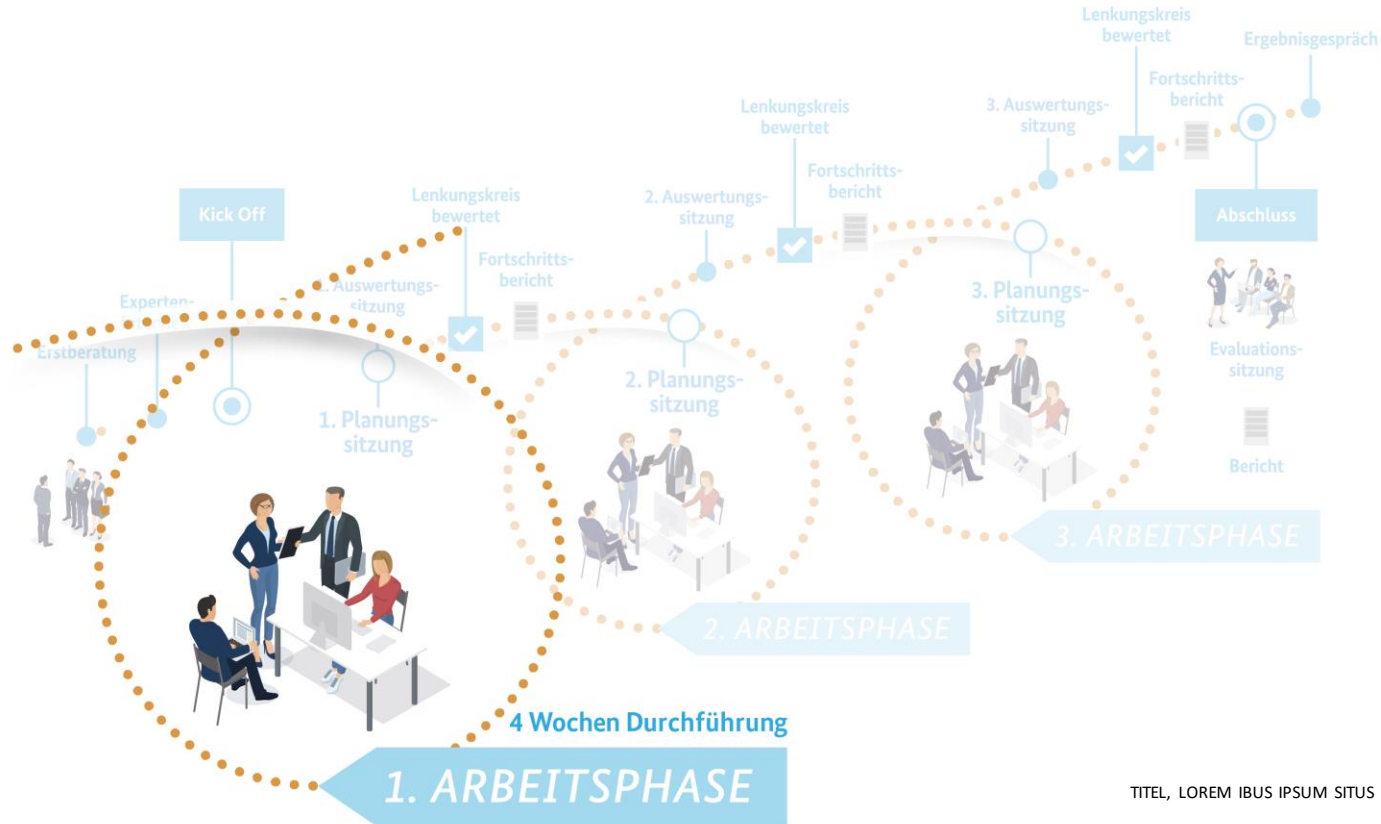 Lenkungskreis
bewertet
Ergebnisgespräch
Fortschritts-
bericht
Lenkungskreis
bewertet
3. Auswertungs-
sitzung
Fortschritts-
bericht
Abschluss
Kick Off
Lenkungskreis
bewertet
2. Auswertungs-
sitzung
Fortschritts-
bericht
Auswertungs-
sitzung
Experten-
Erstberatung
3. Planungs-
sitzung
Evaluations-
sitzung
2. Planungs-
sitzung
1. Planungs-
sitzung
Bericht
3. ARBEITSPHASE
2. ARBEITSPHASE
4 Wochen Durchführung
1. ARBEITSPHASE
TITEL, LOREM IBUS IPSUM SITUS